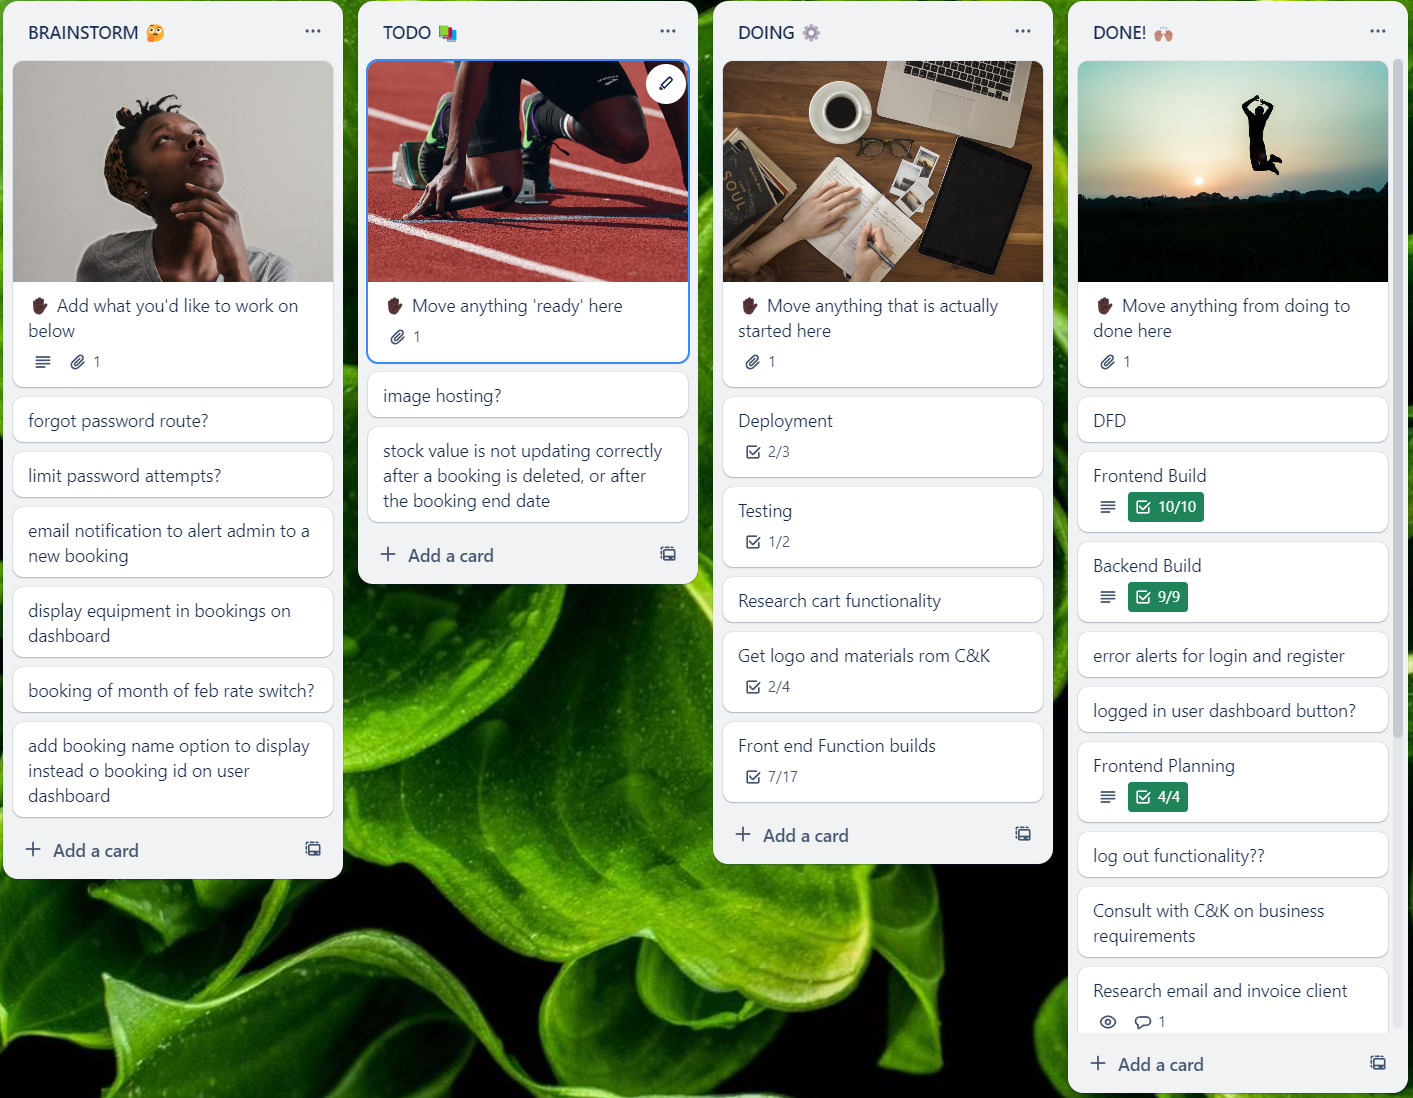 BRAINSTORM
Add what you'd like to work on
below
1
forgot password route?
limit password attempts?
email notification to alert admin to a
new booking
display equipment in bookings on
dashboard
booking of month of feb rate switch?
add booking name option to display
instead o booking id on user
dashboard
Add a card
TODO
Move anything 'ready' here
1
image hosting?
stock value is not updating correctly
after a booking is deleted, or after
the booking end date
Add a card
DOING
SOUL
Move anything that is actually
started here
1
Deployment
2/3
Testing
1/2
Research cart functionality
Get logo and materials rom C&K
2/4
Front end Function builds
7/17
Add a card
DONE!
Move anything from doing to
done here
1
DFD
Frontend Build
10/10
Backend Build
9/9
error alerts for login and register
logged in user dashboard button?
Frontend Planning
4/4
log out functionality??
Consult with C&K on business
requirements
Research email and invoice client
1
Add a card